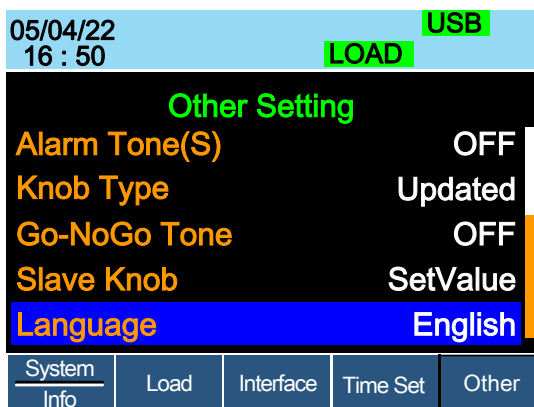 05/04/22 USB
16 : 50 LOAD
Other Setting
Alarm Tone(S) OFF
Knob Type Updated
Go-NoGo Tone OFF
Slave Knob SetValue
Language English
System
Info Load Interface Time Set Other